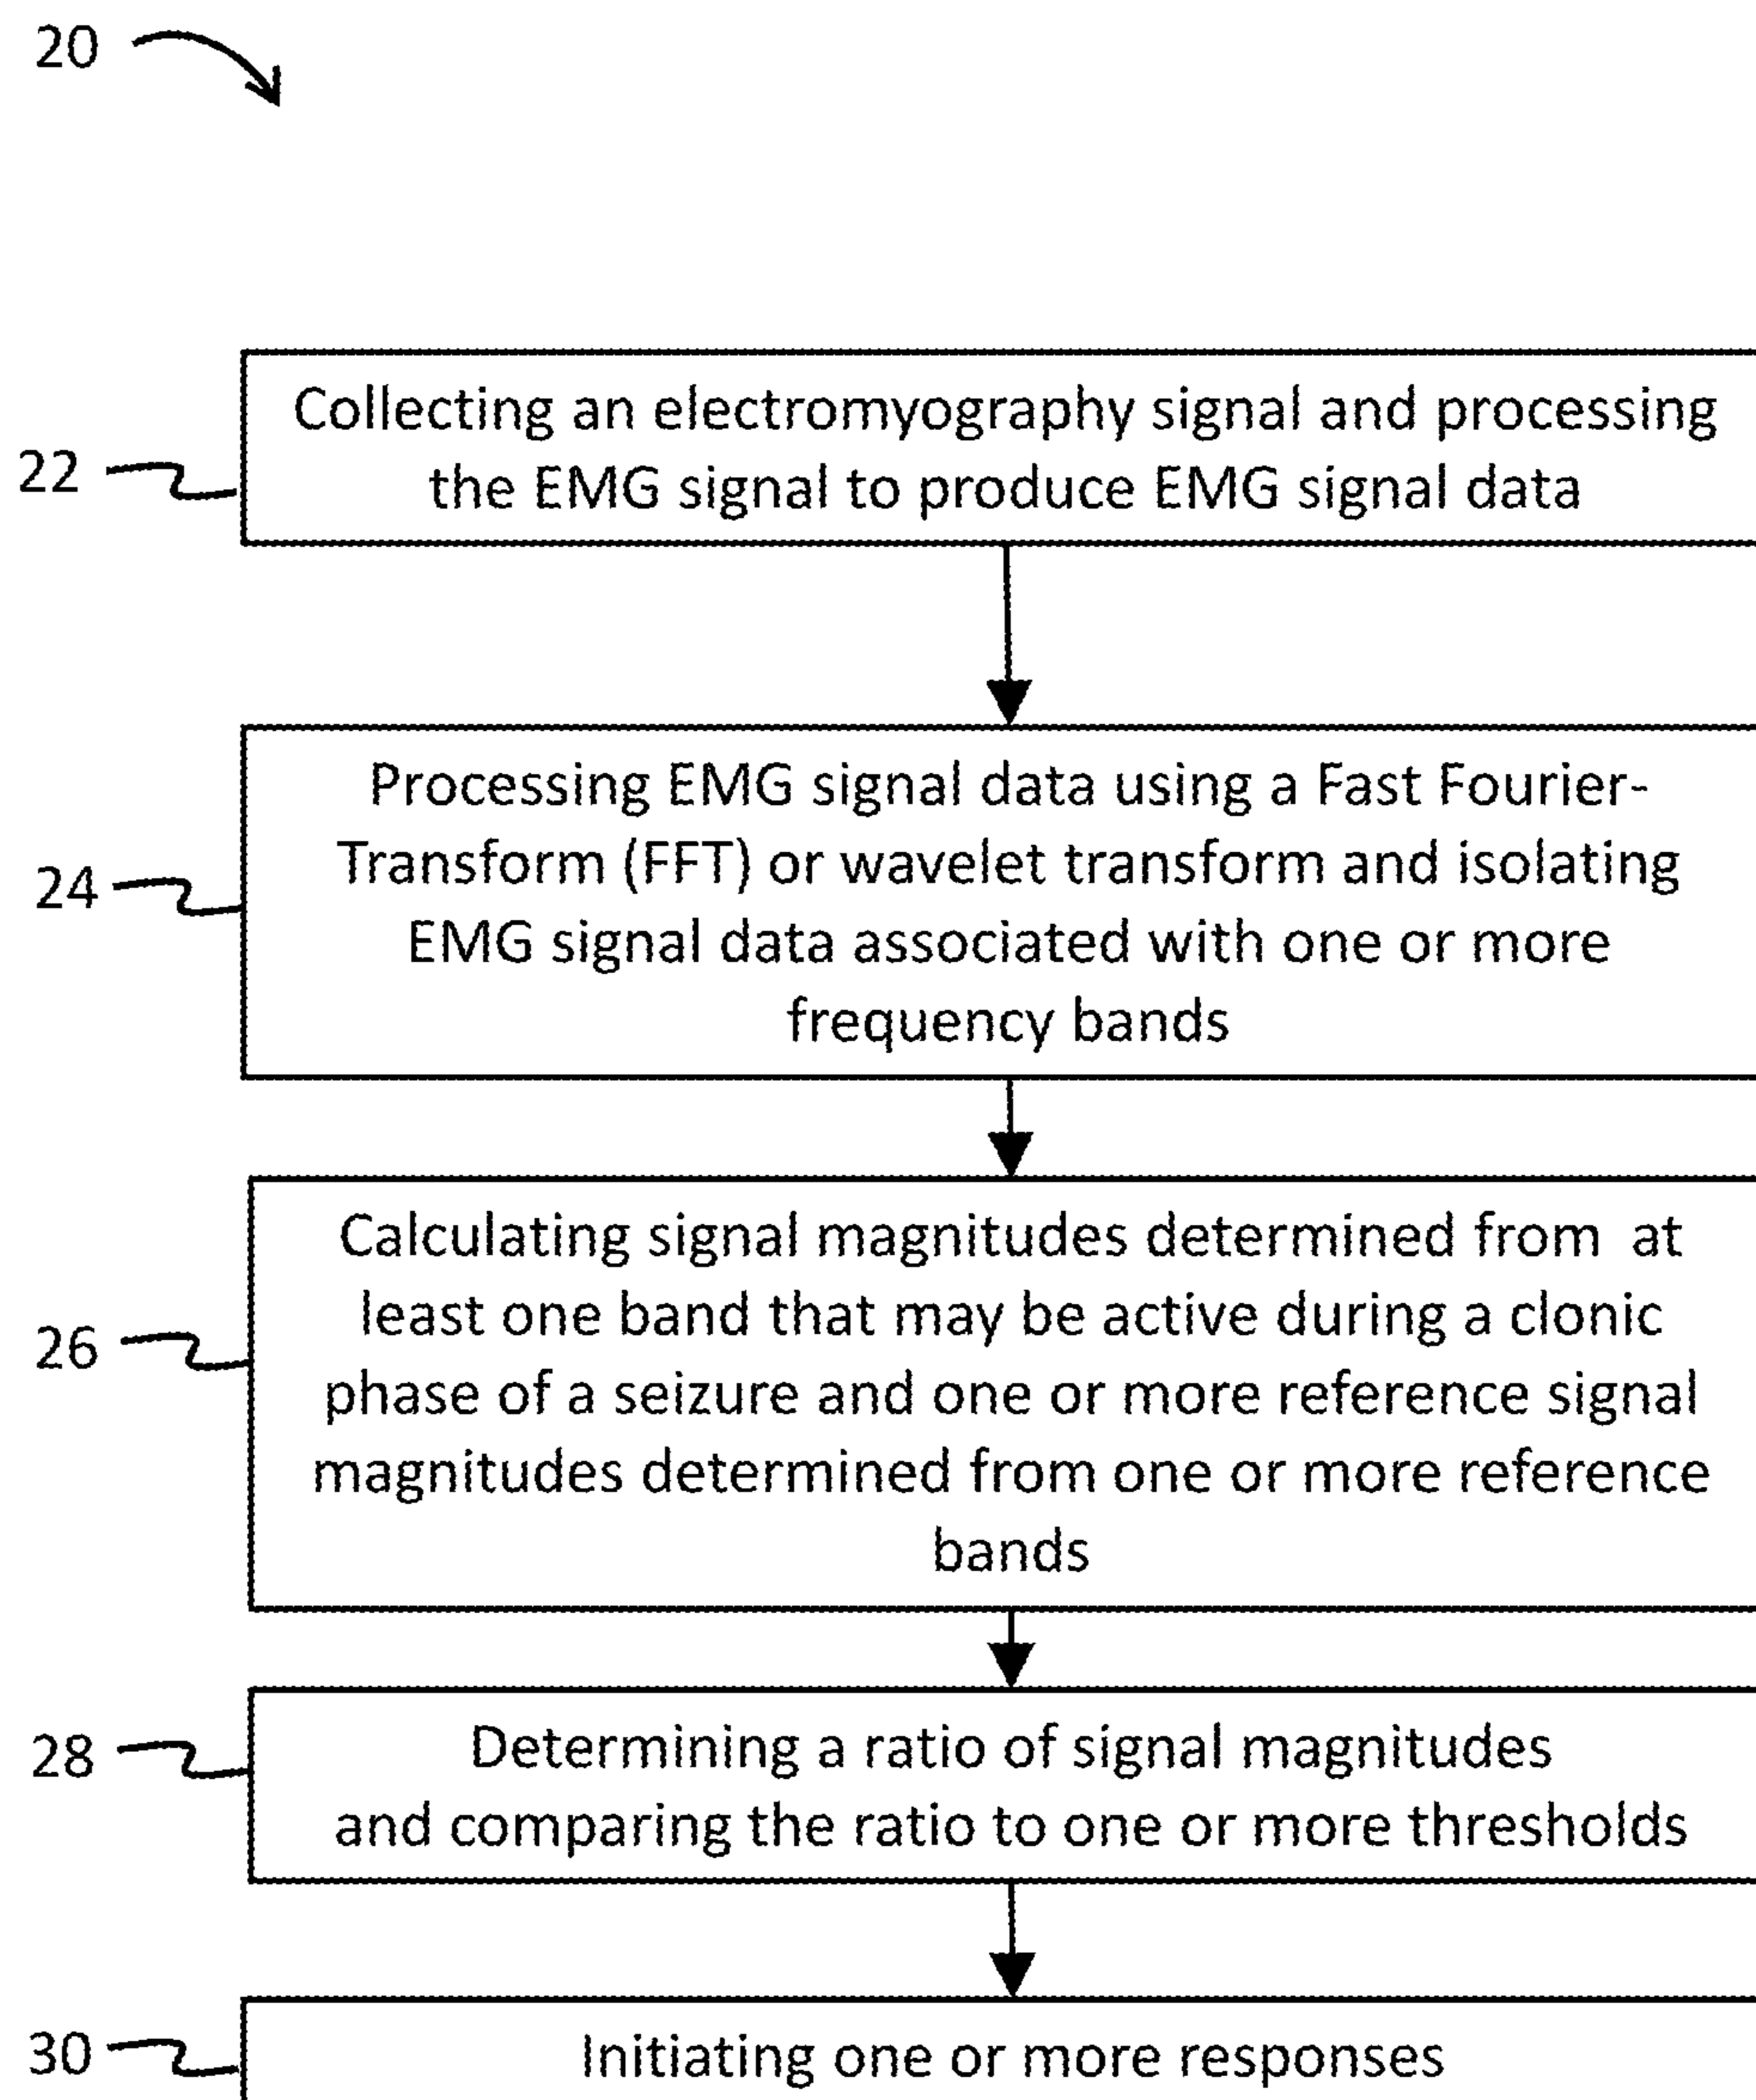 20
22
Collecting an electromyography signal and processing
the EMG signal to produce EMG signal data
24
Processing EMG signal data using a Fast Fourier-
Transform (FFT) or wavelet transform and isolating
EMG signal data associated with one or more
frequency bands
26
Calculating signal magnitudes determined from at
least one band that may be active during a clonic
phase of a seizure and one or more reference signal
magnitudes determined from one or more reference
bands
28
Determining a ratio of signal magnitudes
and comparing the ratio to one or more thresholds
30
Initiating one or more responses